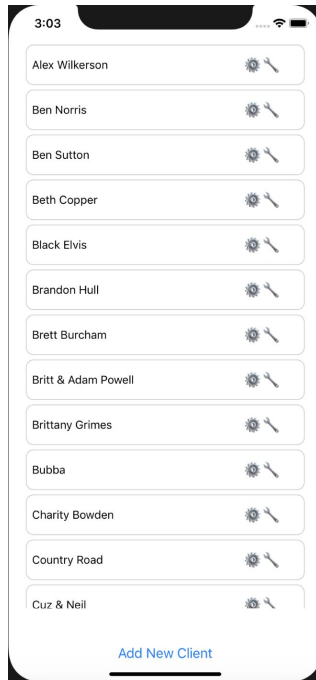 3:03
Alex Wilkerson
Ben Norris
Ben Sutton
Beth Copper
Black Elvis
Brandon Hull
Brett Burcham
Britt & Adam Powell
Brittany Grimes
Bubba
Charity Bowden
Country Road
Cuz & Neil
Add New Client